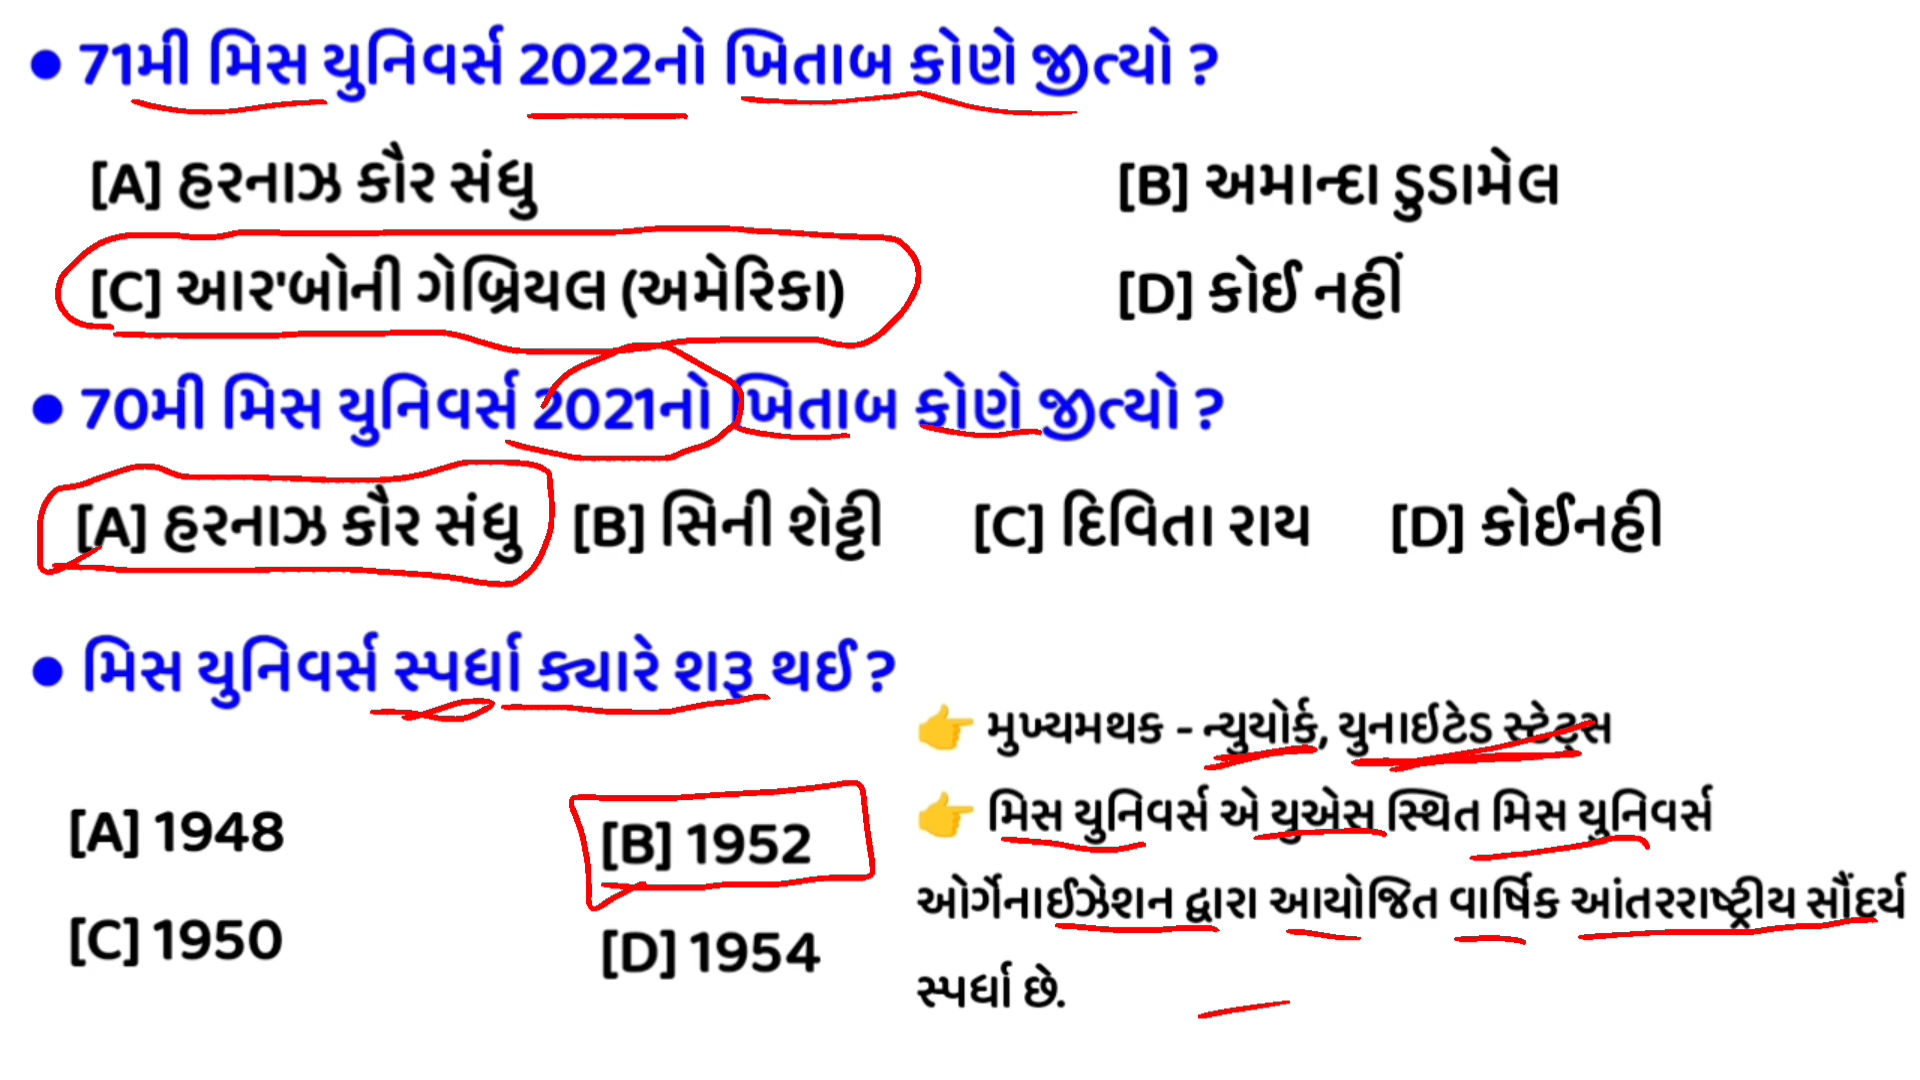 ● 71મી મિસ યુનિવર્સ 2022નો ખિતાબ કોણે જીત્યો ?
[A] હરનાઝ કૌર સંધુ [B] અમાન્દા ડુડામેલ
[C] આર'બોની ગેબ્રિયલ (અમેરિકા) [D] કોઈ નહીં
● 70મી મિસ યુનિવર્સ 2021નો ખિતાબ કોણે જીત્યો ?
[A] હરનાઝ કૌર સંધુ [B] સિની શેટ્ટી [C] દિવિતા રાય [D] કોઈનહી
● મિસ યુનિવર્સ સ્પર્ધા ક્યારે શરૂ થઈ ?
[A] 1948 [B] 1952
[C] 1950 [D] 1954
👉 મુખ્યમથક - ન્યુયોર્ક, યુનાઈટેડ સ્ટેટ્સ
👉 મિસ યુનિવર્સ એ યુએસ સ્થિત મિસ યુનિવર્સ
ઓર્ગેનાઈઝેશન દ્વારા આયોજિત વાર્ષિક આંતરરાષ્ટ્રીય સૌંદર્ય
સ્પર્ધા છે.